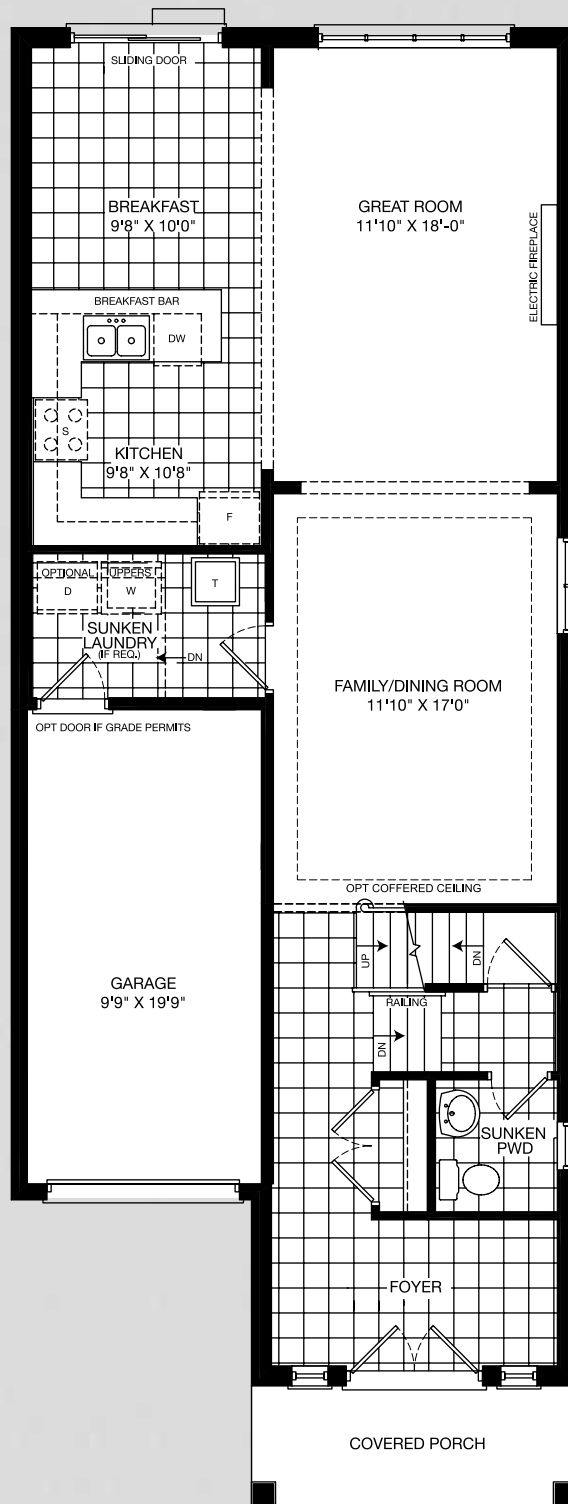 SLIDING DOOR
BREAKFAST
9'8" X 10'0"
GREAT ROOM
11'10" X 18'-0"
ELECTRIC FIREPLACE
BREAKFAST BAR
DW
S
KITCHEN
9'8" X 10'8"
F
OPTIONAL UPPERS
D
W
T
SUNKEN
LAUNDRY
(IF REQ.)
DN
OPT DOOR IF GRADE PERMITS
FAMILY/DINING ROOM
11'10" X 17'0"
OPT COFFERED CEILING
UP
DN
RAILING
DN
GARAGE
9'9" X 19'9"
SUNKEN
PWD
FOYER
COVERED PORCH